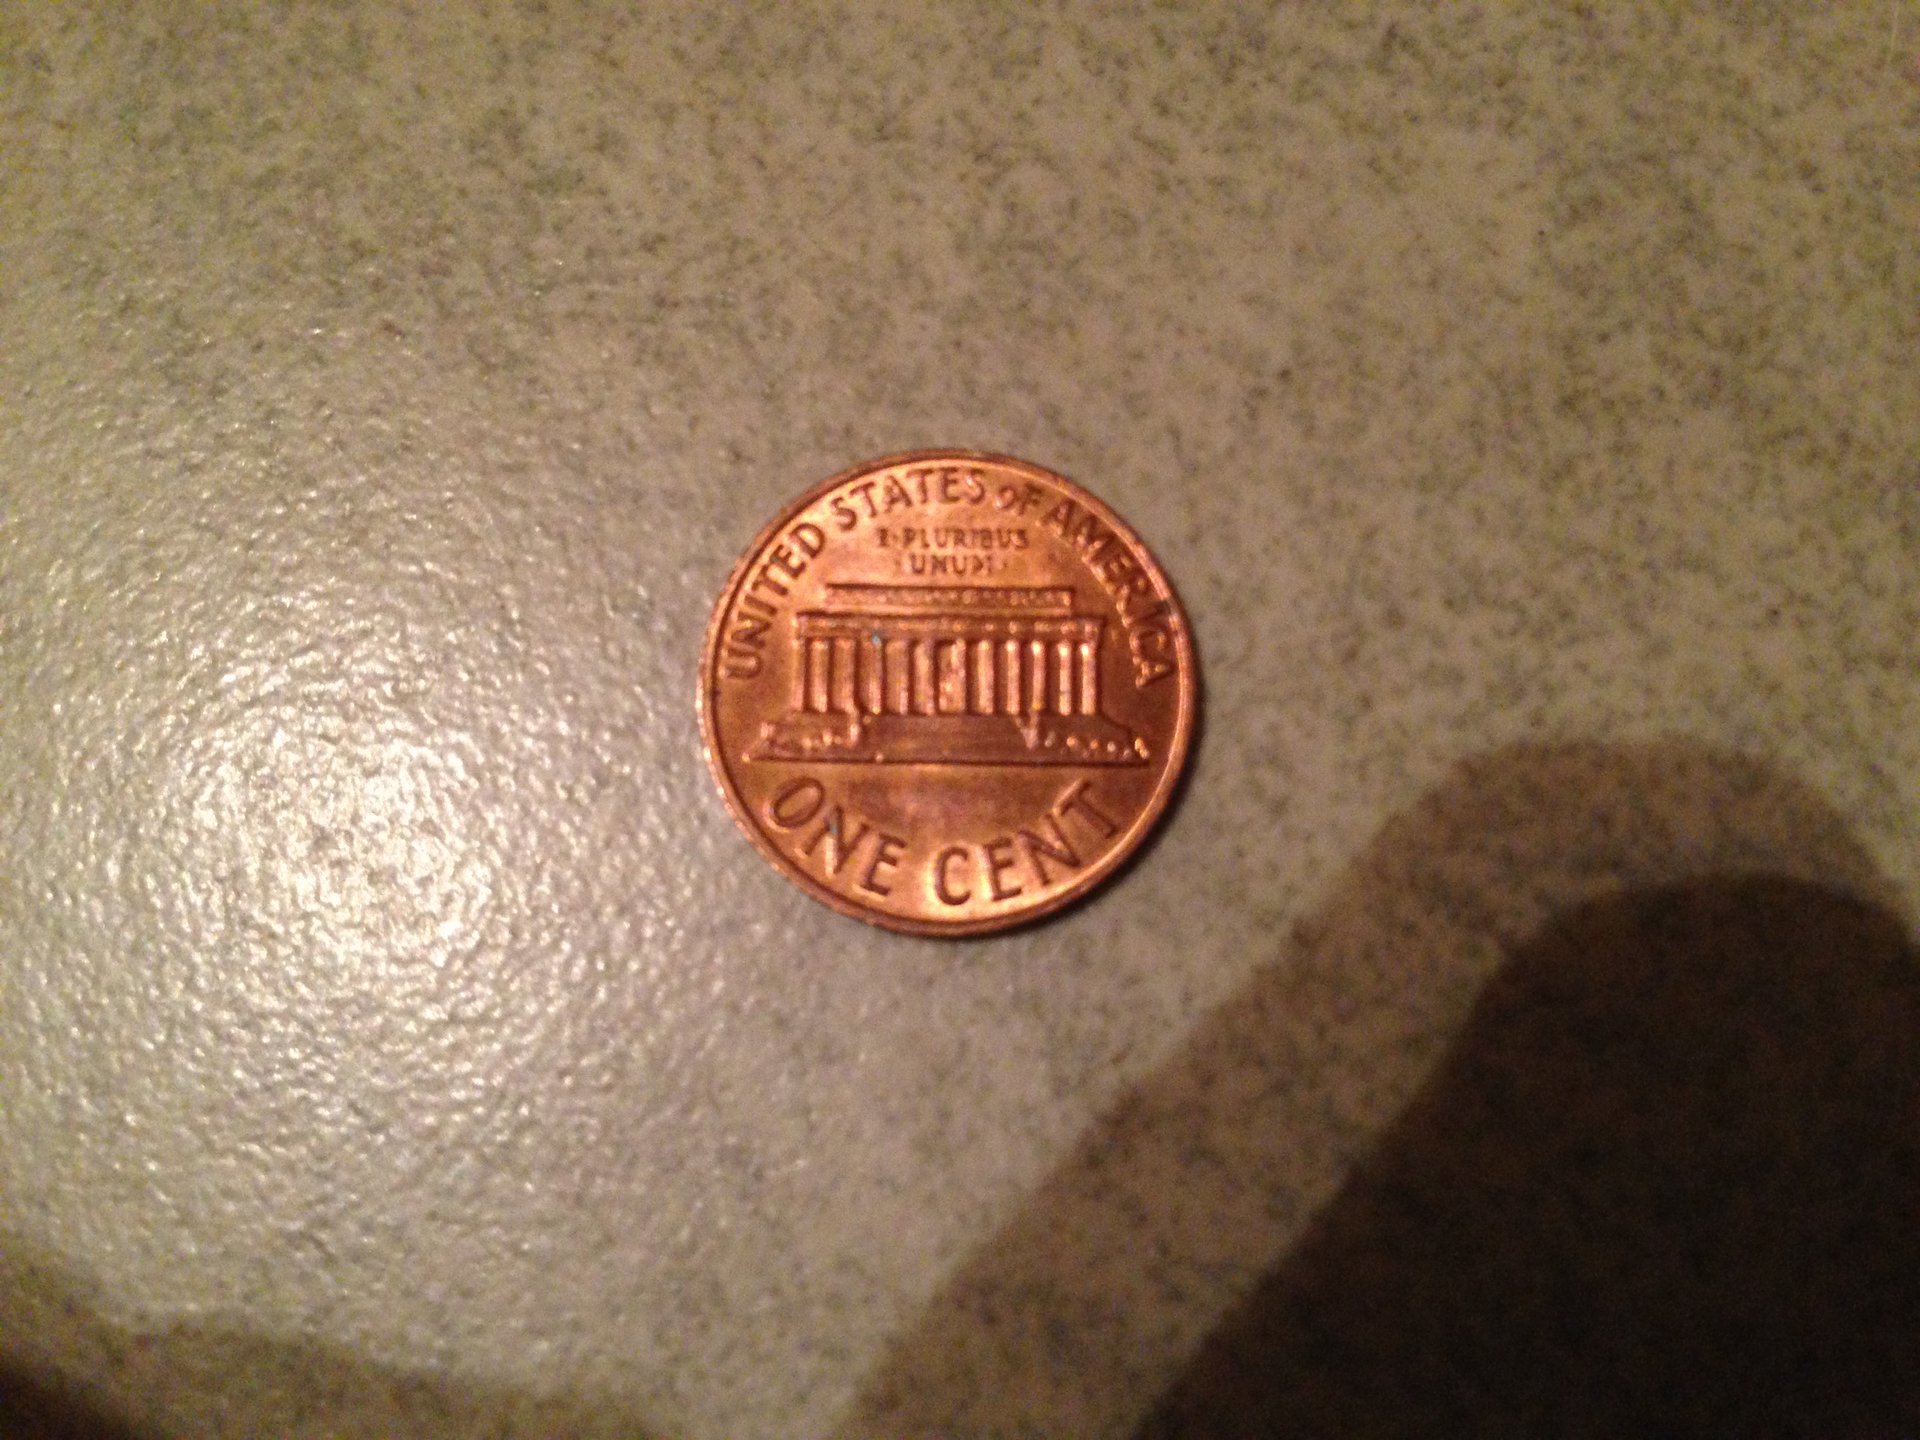 UNITED STATES OF AMERICA
E·PLURIBUS
·UNUM·
ONE CENT